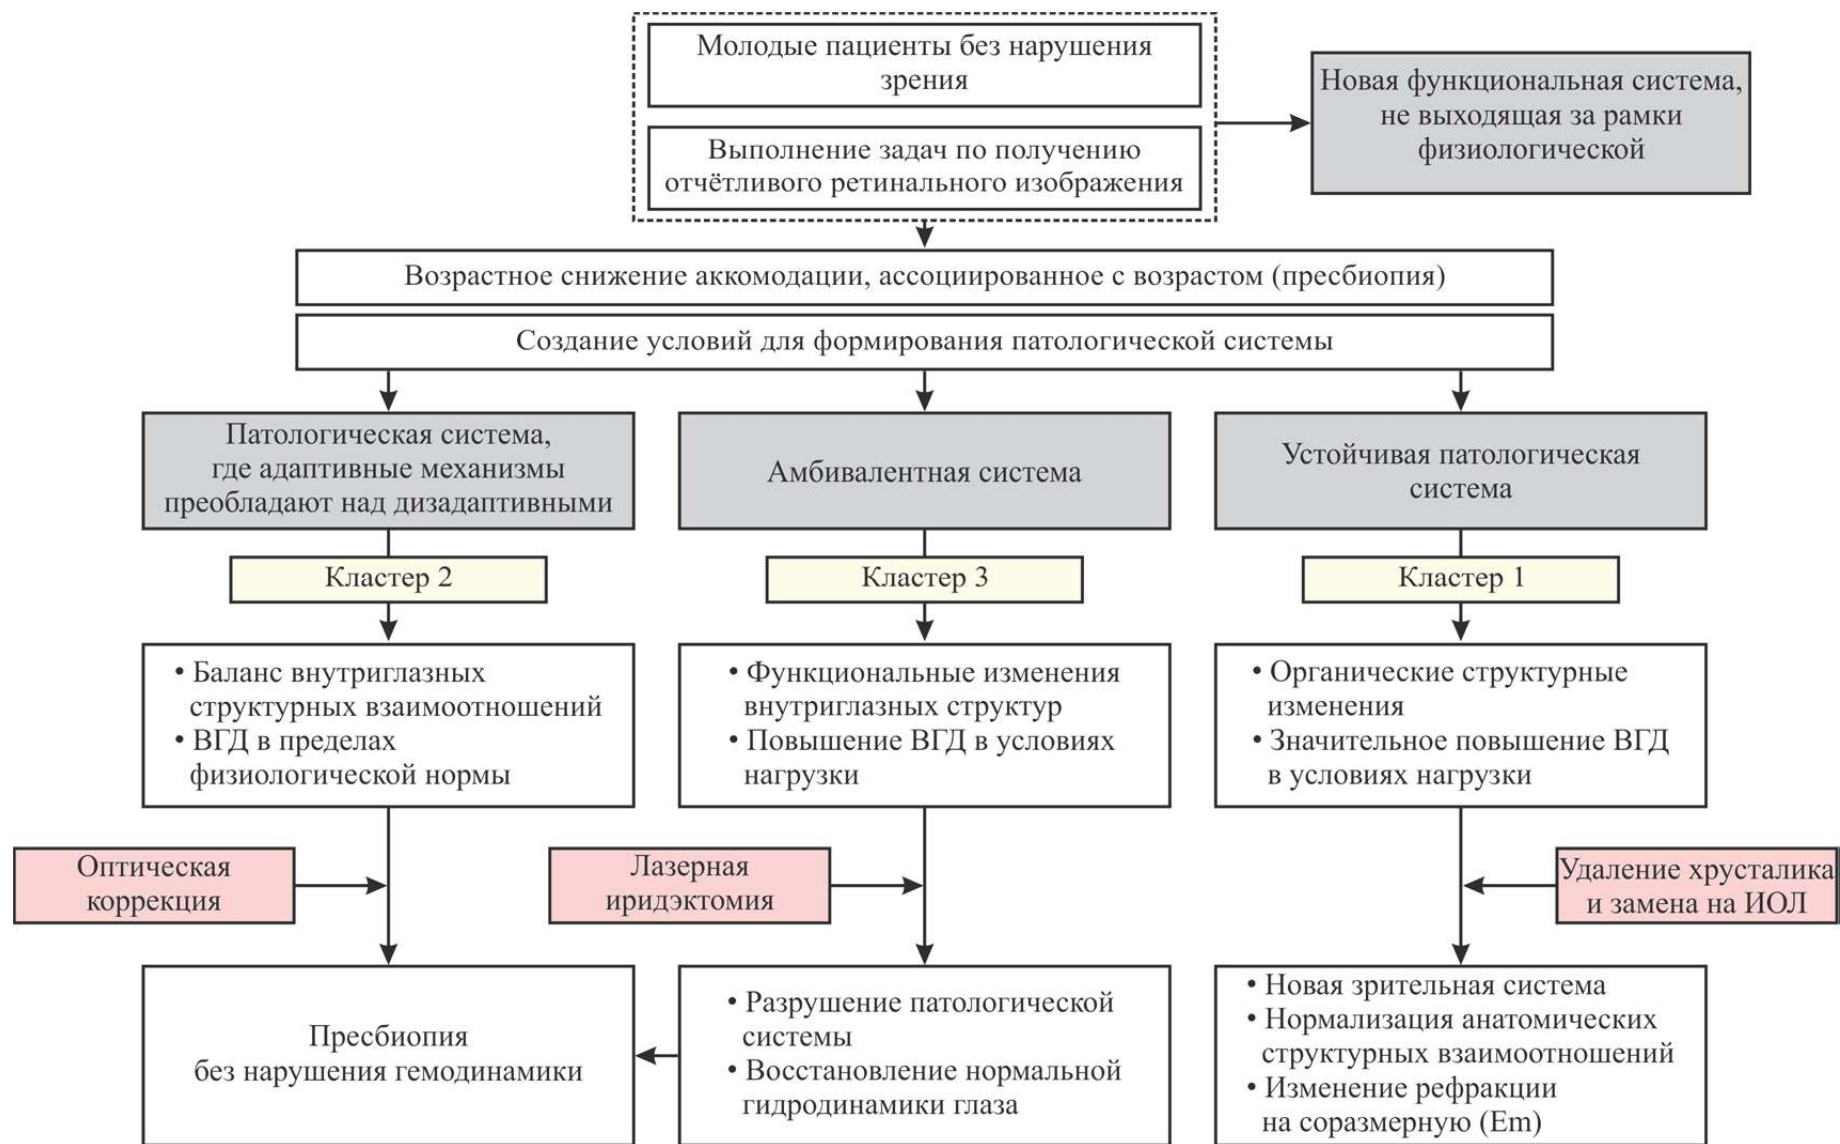 Молодые пациенты без нарушения
зрения
Выполнение задач по получению
отчётливого ретинального изображения
Новая функциональная система,
не выходящая за рамки
физиологической
Возрастное снижение аккомодации, ассоциированное с возрастом (пресбиопия)
Создание условий для формирования патологической системы
Патологическая система,
где адаптивные механизмы
преобладают над дизадаптивными
Амбивалентная система
Устойчивая патологическая
система
Кластер 2
Кластер 3
Кластер 1
• Баланс внутриглазных
структурных взаимоотношений
• ВГД в пределах
физиологической нормы
• Функциональные изменения
внутриглазных структур
• Повышение ВГД в условиях
нагрузки
• Органические структурные
изменения
• Значительное повышение ВГД
в условиях нагрузки
Оптическая
коррекция
Лазерная
иридэктомия
Удаление хрусталика
и замена на ИОЛ
Пресбиопия
без нарушения гемодинамики
• Разрушение патологической
системы
• Восстановление нормальной
гидродинамики глаза
• Новая зрительная система
• Нормализация анатомических
структурных взаимоотношений
• Изменение рефракции
на соразмерную (Em)